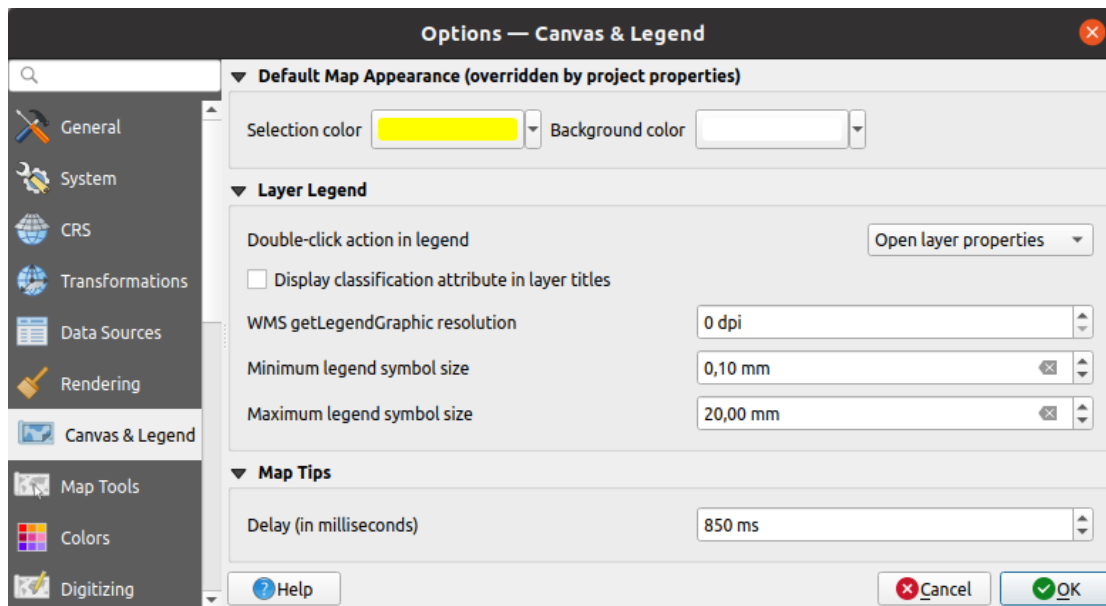 Options — Canvas & Legend
General
System
CRS
Transformations
Data Sources
Rendering
Canvas & Legend
Map Tools
Colors
Digitizing
Default Map Appearance (overridden by project properties)
Selection color Background color
Layer Legend
Double-click action in legend Open layer properties
Display classification attribute in layer titles
WMS getLegendGraphic resolution 0 dpi
Minimum legend symbol size 0,10 mm
Maximum legend symbol size 20,00 mm
Map Tips
Delay (in milliseconds) 850 ms
Help Cancel OK